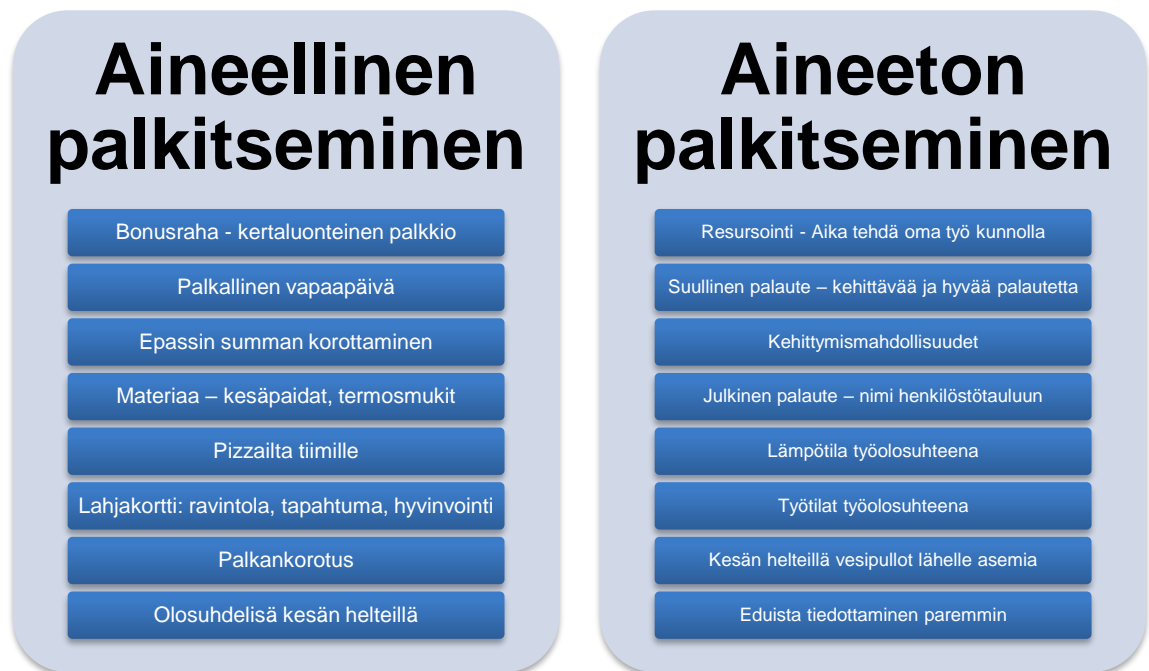 Aineellinen
palkitseminen
Bonusraha - kertaluonteinen palkkio
Palkallinen vapaapäivä
Epassin summan korottaminen
Materiaa – kesäpaidat, termosmukit
Pizzailta tiimille
Lahjakortti: ravintola, tapahtuma, hyvinvointi
Palkankorotus
Olosuhdelisä kesän helteillä
Aineeton
palkitseminen
Resursointi - Aika tehdä oma työ kunnolla
Suullinen palaute – kehittävää ja hyvää palautetta
Kehittymismahdollisuudet
Julkinen palaute – nimi henkilöstötauluun
Lämpötila työolosuhteena
Työtilat työolosuhteena
Kesän helteillä vesipullot lähelle asemia
Eduista tiedottaminen paremmin